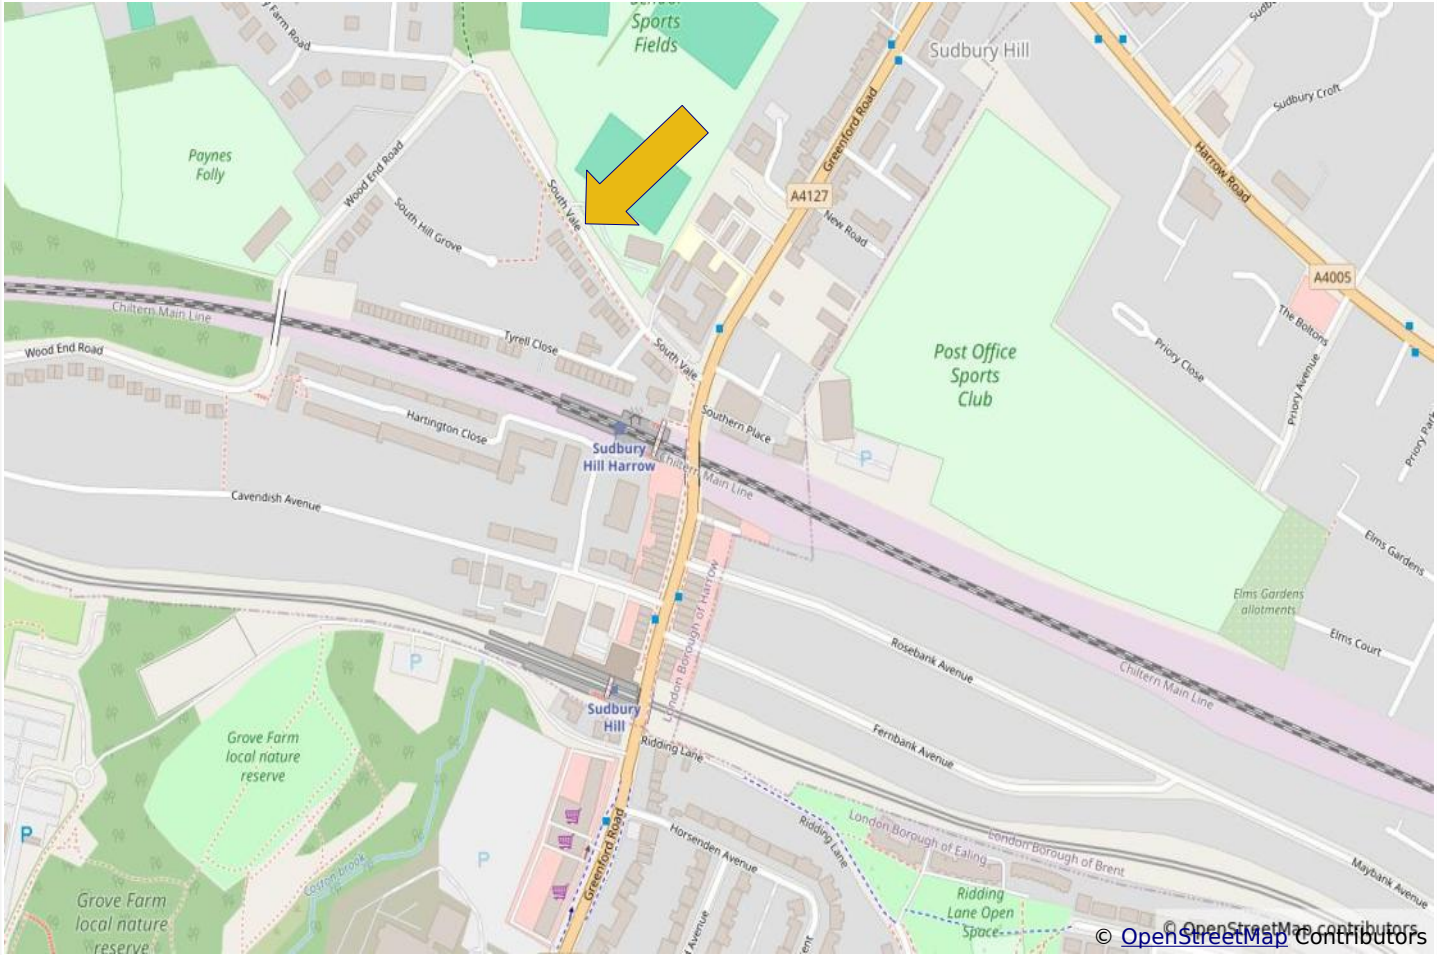 Farm Road
Sports
Fields
Sudbury Hill
Sudbury Croft
Paynes
Folly
Wood End Road
South Vale
South Hill Grove
Greenford Road
A4127
New Road
Harrow Road
A4005
The Boltons
Chiltern Main Line
Wood End Road
Tyrell Close
South Vale
Post Office
Sports
Club
Priory Close
Priory Avenue
Hartington Close
Southern Place
Sudbury
Hill Harrow
Chiltern Main Line
P
Cavendish Avenue
Elms Gardens
Elms Gardens
allotments
London Borough of Harrow
Elms Court
Rosebank Avenue
Chiltern Main Line
P
Sudbury
Hill
Ridding Lane
Fernbank Avenue
Grove Farm
local nature
reserve
P
P
Coston brook
Greenford Road
Horsenden Avenue
Ridding Lane
London Borough of Ealing
London Borough of Brent
Maybank Avenue
Grove Farm
local nature
reserve
Avenue
Ridding
Lane Open
Space
© OpenStreetMap contributors
© OpenStreetMap Contributors